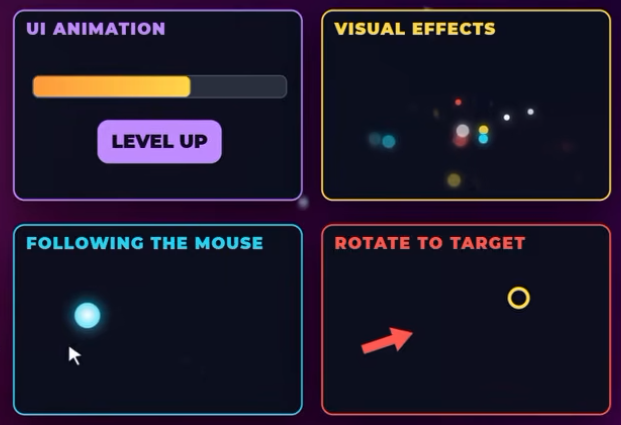 UI ANIMATION
VISUAL EFFECTS
LEVEL UP
FOLLOWING THE MOUSE
ROTATE TO TARGET